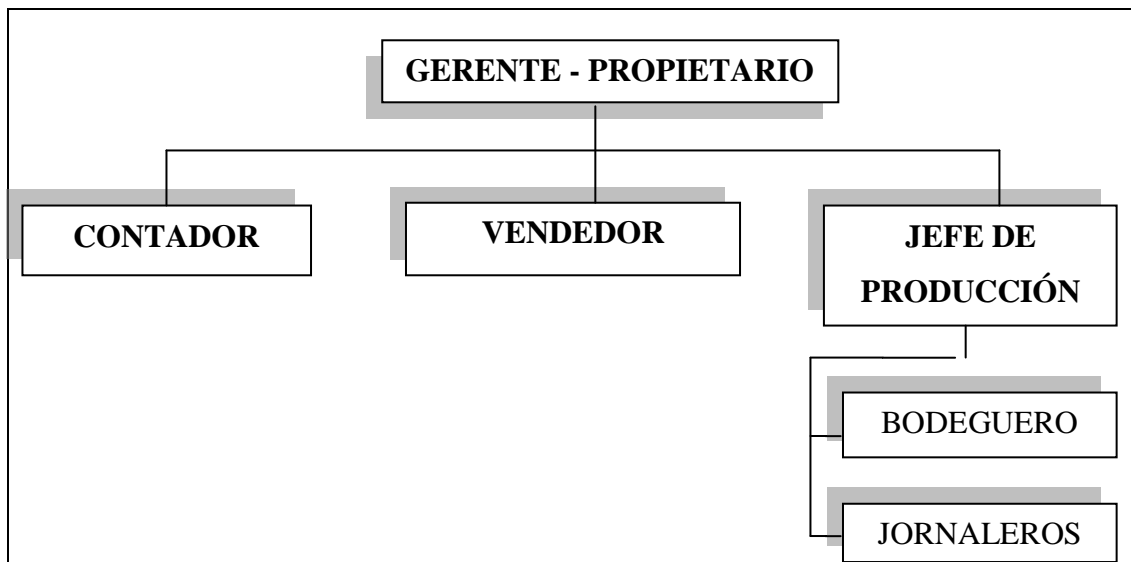 GERENTE - PROPIETARIO
CONTADOR
VENDEDOR
JEFE DE
PRODUCCIÓN
BODEGUERO
JORNALEROS